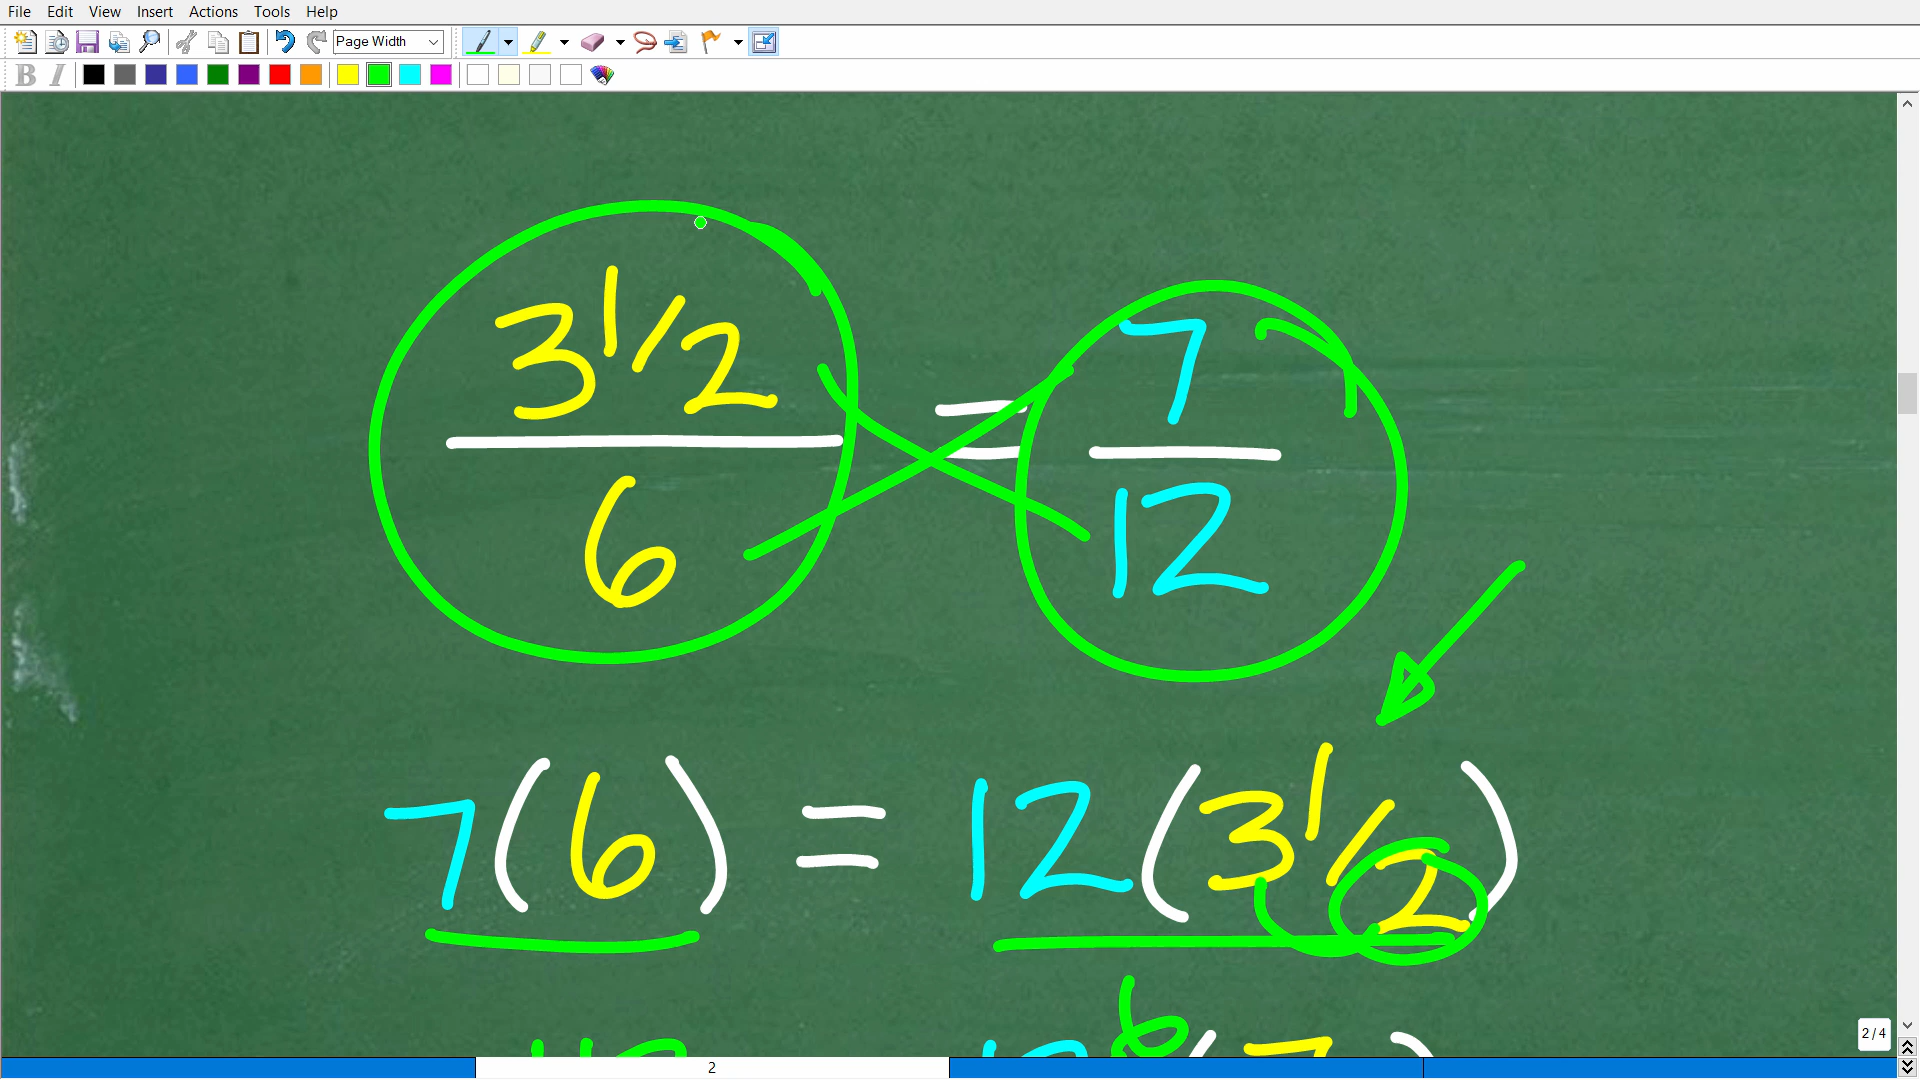 File Edit View Insert Actions Tools Help
Page Width
B I
3 1/2 / 6 = 7 / 12
7(6) = 12(3 1/2)
6
2/4
2